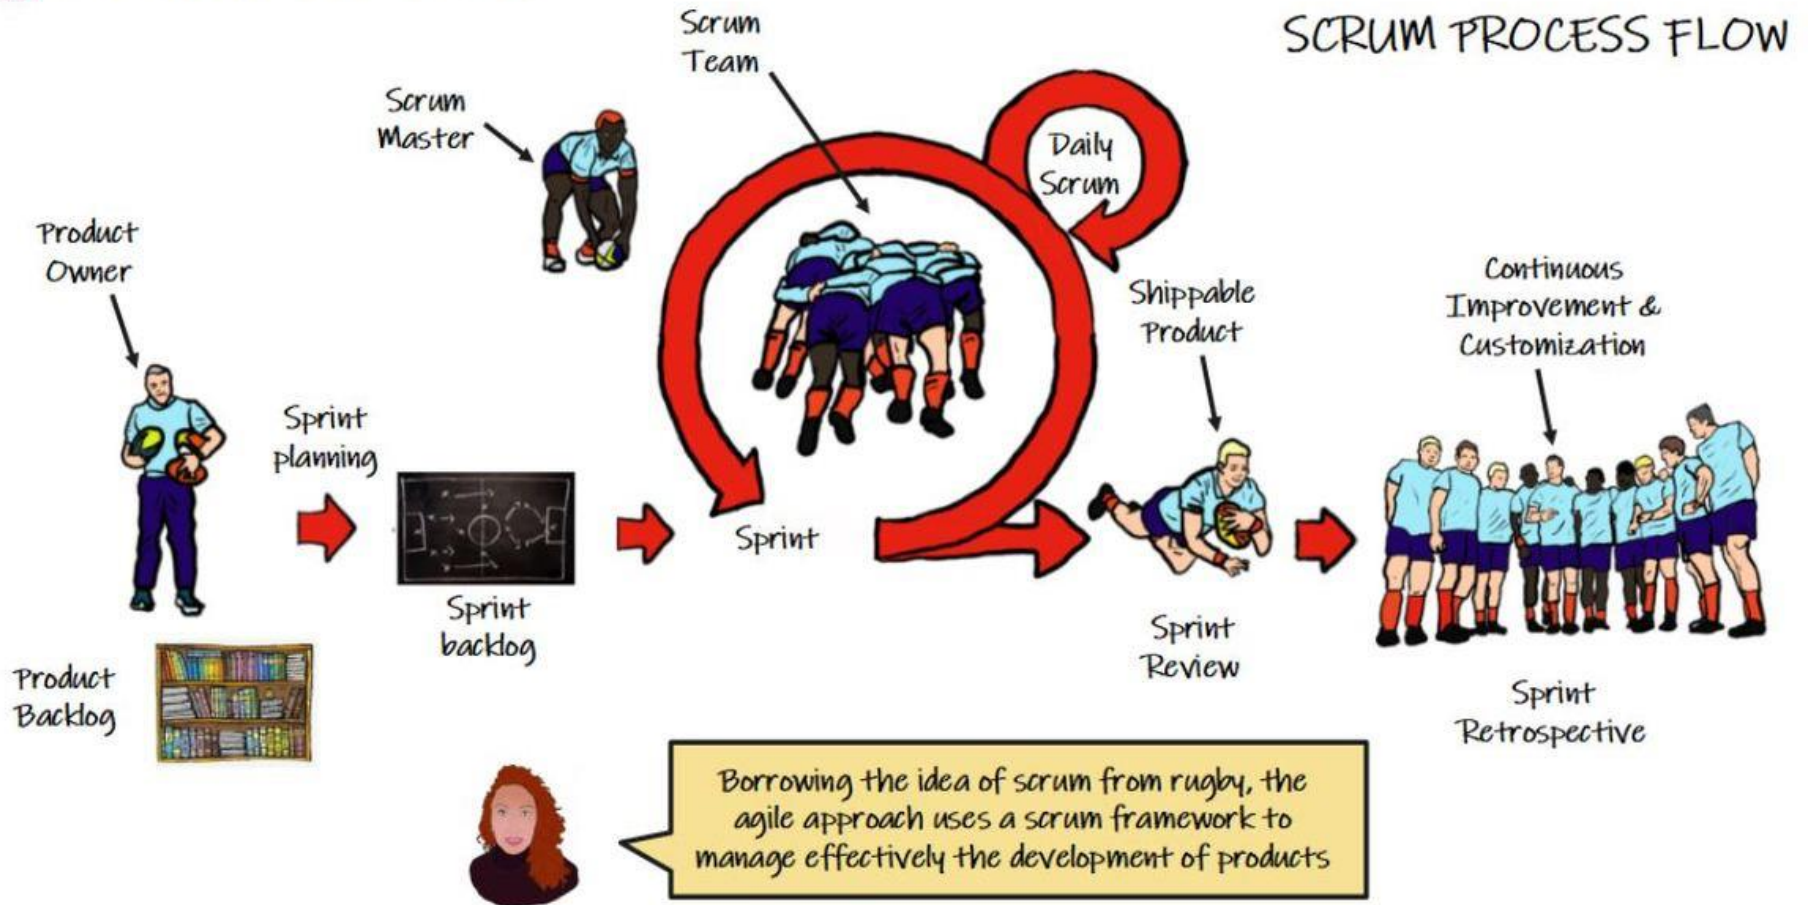 SCRUM PROCESS FLOW
Scrum
Team
Scrum
Master
Daily
Scrum
Product
Owner
Shippable
Product
Continuous
Improvement &
Customization
Sprint
planning
Sprint
Sprint
backlog
Sprint
Review
Product
Backlog
Sprint
Retrospective
Borrowing the idea of scrum from rugby, the
agile approach uses a scrum framework to
manage effectively the development of products